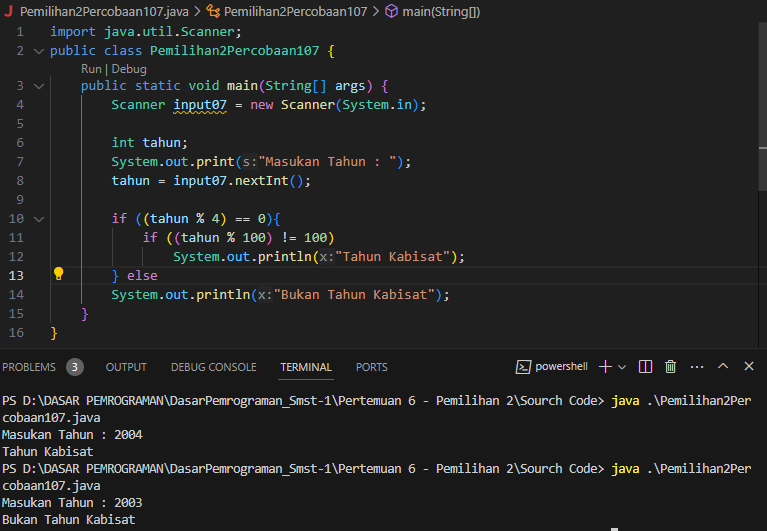 J Pemilihan2Percobaan107.java > Pemilihan2Percobaan107 > main(String[])
1 import java.util.Scanner;
2 public class Pemilihan2Percobaan107 {
Run | Debug
3 public static void main(String[] args) {
4 Scanner input07 = new Scanner(System.in);
5
6 int tahun;
7 System.out.print(s:"Masukan Tahun : ");
8 tahun = input07.nextInt();
9
10 if ((tahun % 4) == 0){
11 if ((tahun % 100) != 100)
12 System.out.println(x:"Tahun Kabisat");
13 } else
14 System.out.println(x:"Bukan Tahun Kabisat");
15 }
16 }
PROBLEMS 3 OUTPUT DEBUG CONSOLE TERMINAL PORTS powershell
PS D:\DASAR PEMROGRAMAN\DasarPemrograman_Smst-1\Pertemuan 6 - Pemilihan 2\Sourch Code> java .\Pemilihan2Per
cobaan107.java
Masukan Tahun : 2004
Tahun Kabisat
PS D:\DASAR PEMROGRAMAN\DasarPemrograman_Smst-1\Pertemuan 6 - Pemilihan 2\Sourch Code> java .\Pemilihan2Per
cobaan107.java
Masukan Tahun : 2003
Bukan Tahun Kabisat